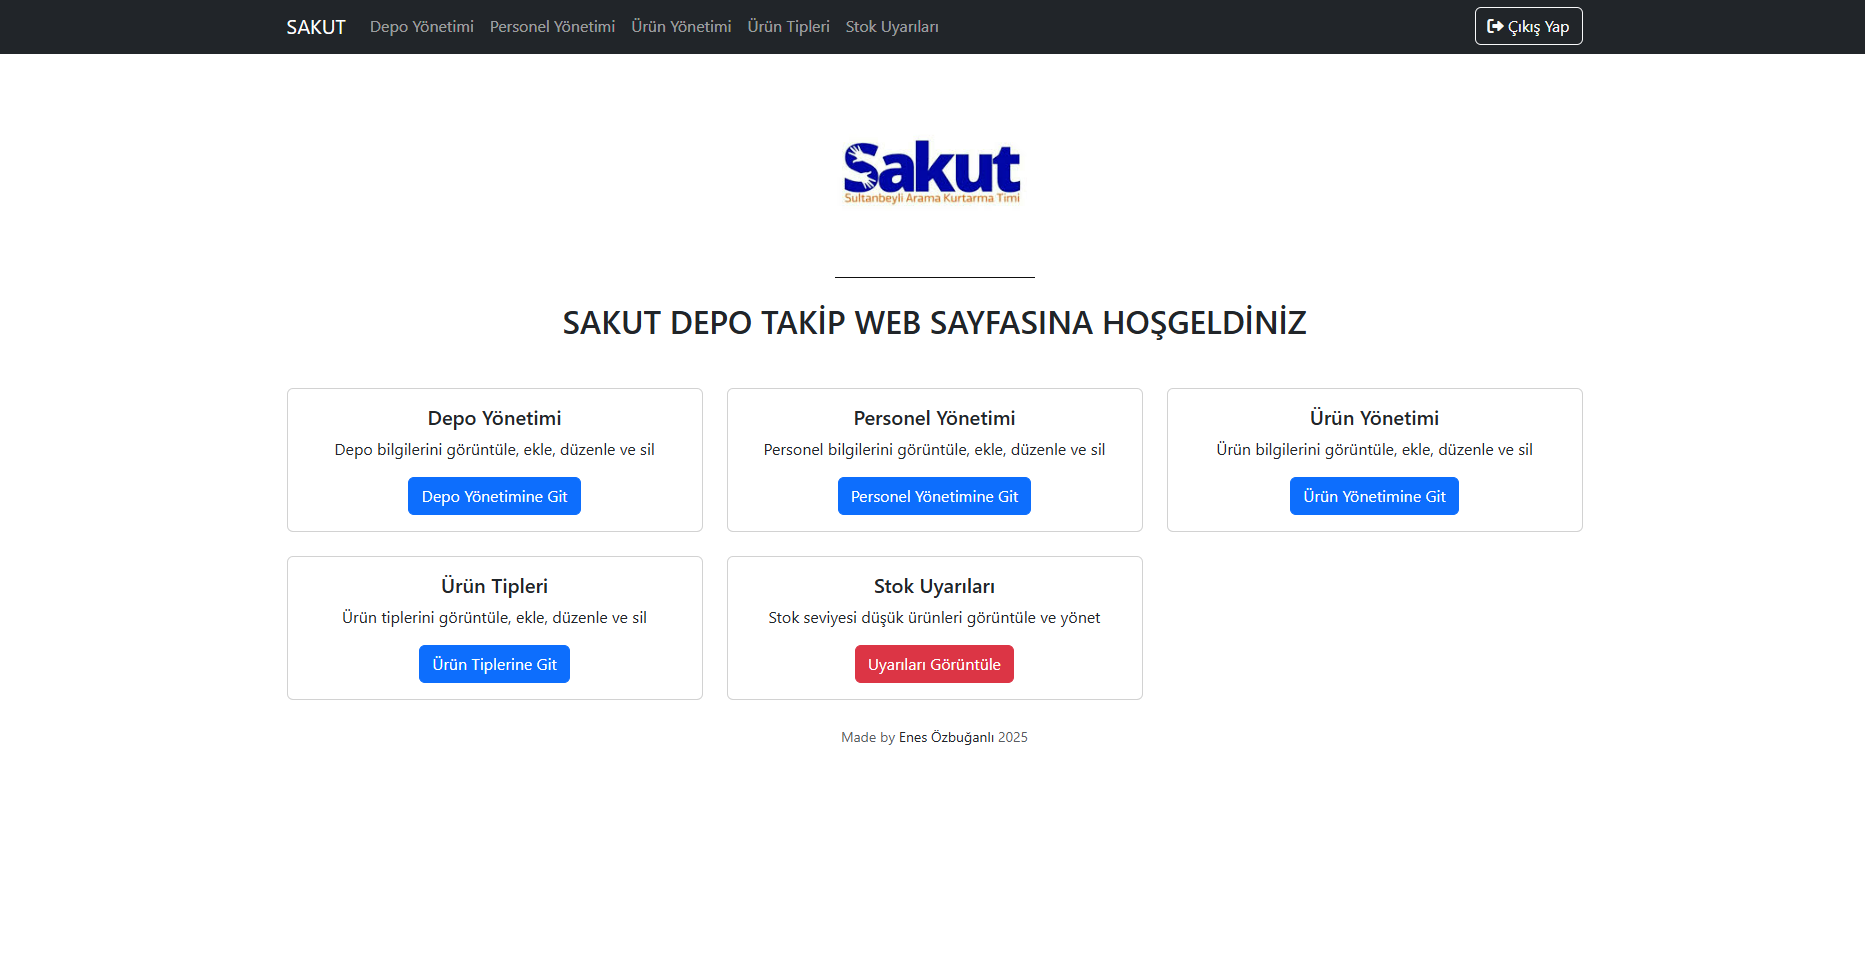 SAKUT Depo Yönetimi Personel Yönetimi Ürün Yönetimi Ürün Tipleri Stok Uyarıları Çıkış Yap
Sakut
Sultanbeyli Arama Kurtarma Timi
SAKUT DEPO TAKİP WEB SAYFASINA HOŞGELDİNİZ
Depo Yönetimi
Depo bilgilerini görüntüle, ekle, düzenle ve sil
Depo Yönetimine Git
Personel Yönetimi
Personel bilgilerini görüntüle, ekle, düzenle ve sil
Personel Yönetimine Git
Ürün Yönetimi
Ürün bilgilerini görüntüle, ekle, düzenle ve sil
Ürün Yönetimine Git
Ürün Tipleri
Ürün tiplerini görüntüle, ekle, düzenle ve sil
Ürün Tiplerine Git
Stok Uyarıları
Stok seviyesi düşük ürünleri görüntüle ve yönet
Uyarıları Görüntüle
Made by Enes Özbuğanlı 2025